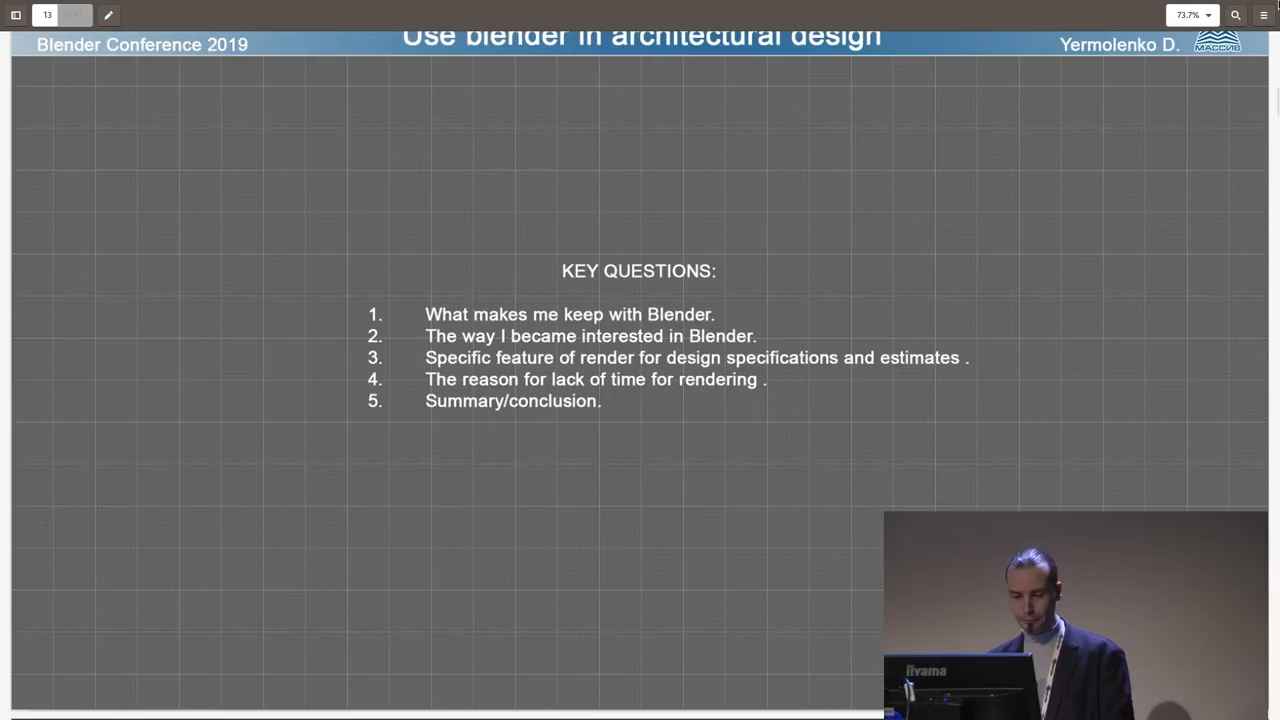 13
73.7%
Blender Conference 2019
Use blender in architectural design
Yermolenko D.
МАССИВ
KEY QUESTIONS:
1. What makes me keep with Blender.
2. The way I became interested in Blender.
3. Specific feature of render for design specifications and estimates .
4. The reason for lack of time for rendering .
5. Summary/conclusion.
iiyama